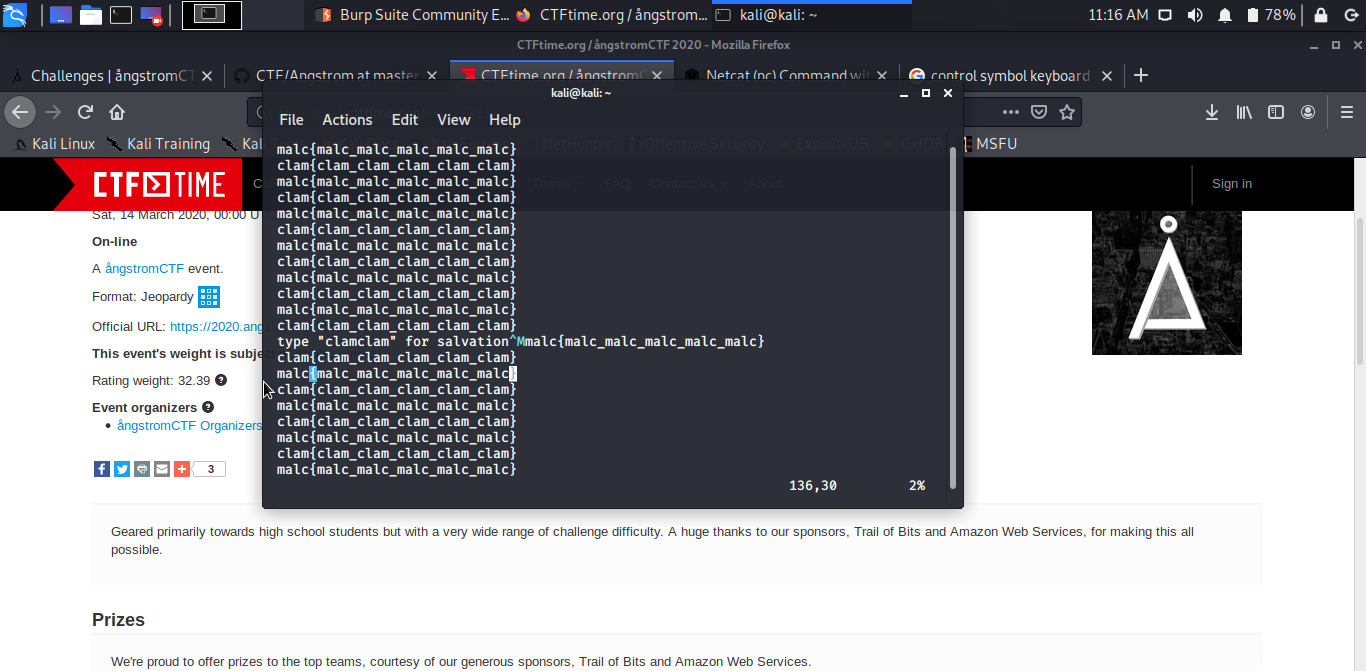 Burp Suite Community E...
CTFtime.org / ångstrom...
kali@kali: ~
11:16 AM
78%
CTFtime.org / ångstromCTF 2020 - Mozilla Firefox
Challenges | ångstromCT
CTF/Angstrom at master
CTFtime.org / ångstromC
Netcat (nc) Command wit
control symbol keyboard
kali@kali: ~
File Actions Edit View Help
Kali Linux
Kali Training
Kal
NetHunter
Offensive Security
Exploit-DB
GHDB
MSFU
malc{malc_malc_malc_malc_malc}
clam{clam_clam_clam_clam_clam}
malc{malc_malc_malc_malc_malc}
clam{clam_clam_clam_clam_clam}
malc{malc_malc_malc_malc_malc}
clam{clam_clam_clam_clam_clam}
malc{malc_malc_malc_malc_malc}
clam{clam_clam_clam_clam_clam}
malc{malc_malc_malc_malc_malc}
clam{clam_clam_clam_clam_clam}
malc{malc_malc_malc_malc_malc}
clam{clam_clam_clam_clam_clam}
type "clamclam" for salvation^Mmalc{malc_malc_malc_malc_malc}
clam{clam_clam_clam_clam_clam}
malc{malc_malc_malc_malc_malc}
clam{clam_clam_clam_clam_clam}
malc{malc_malc_malc_malc_malc}
clam{clam_clam_clam_clam_clam}
malc{malc_malc_malc_malc_malc}
clam{clam_clam_clam_clam_clam}
malc{malc_malc_malc_malc_malc}
136,30 2%
CTF TIME
C
Teams
FAQ
Contact us
About
Sign in
Sat, 14 March 2020, 00:00 U
On-line
A ångstromCTF event.
Format: Jeopardy
Official URL: https://2020.ang
This event's weight is subjec
Rating weight: 32.39
Event organizers
• ångstromCTF Organizers
3
Å
Geared primarily towards high school students but with a very wide range of challenge difficulty. A huge thanks to our sponsors, Trail of Bits and Amazon Web Services, for making this all
possible.
Prizes
We're proud to offer prizes to the top teams, courtesy of our generous sponsors, Trail of Bits and Amazon Web Services.